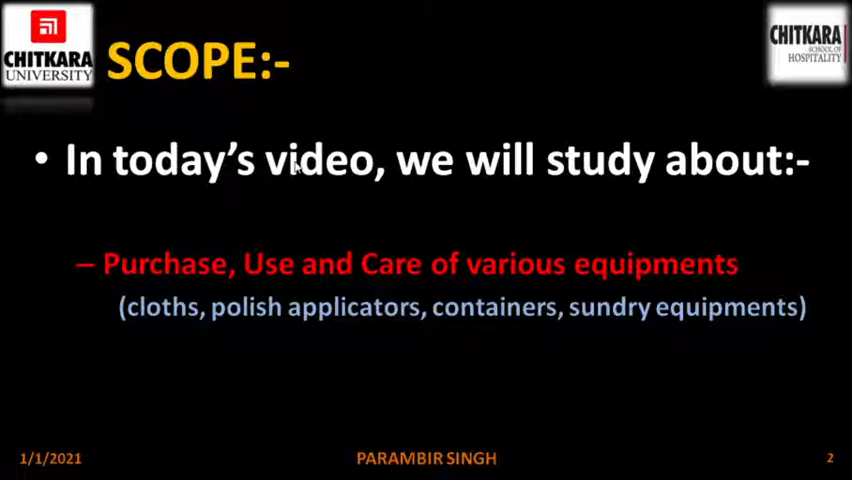 CHITKARA
UNIVERSITY
SCOPE:-
CHITKARA
SCHOOL OF
HOSPITALITY
• In today's video, we will study about:-
– Purchase, Use and Care of various equipments
(cloths, polish applicators, containers, sundry equipments)
1/1/2021
PARAMBIR SINGH
2